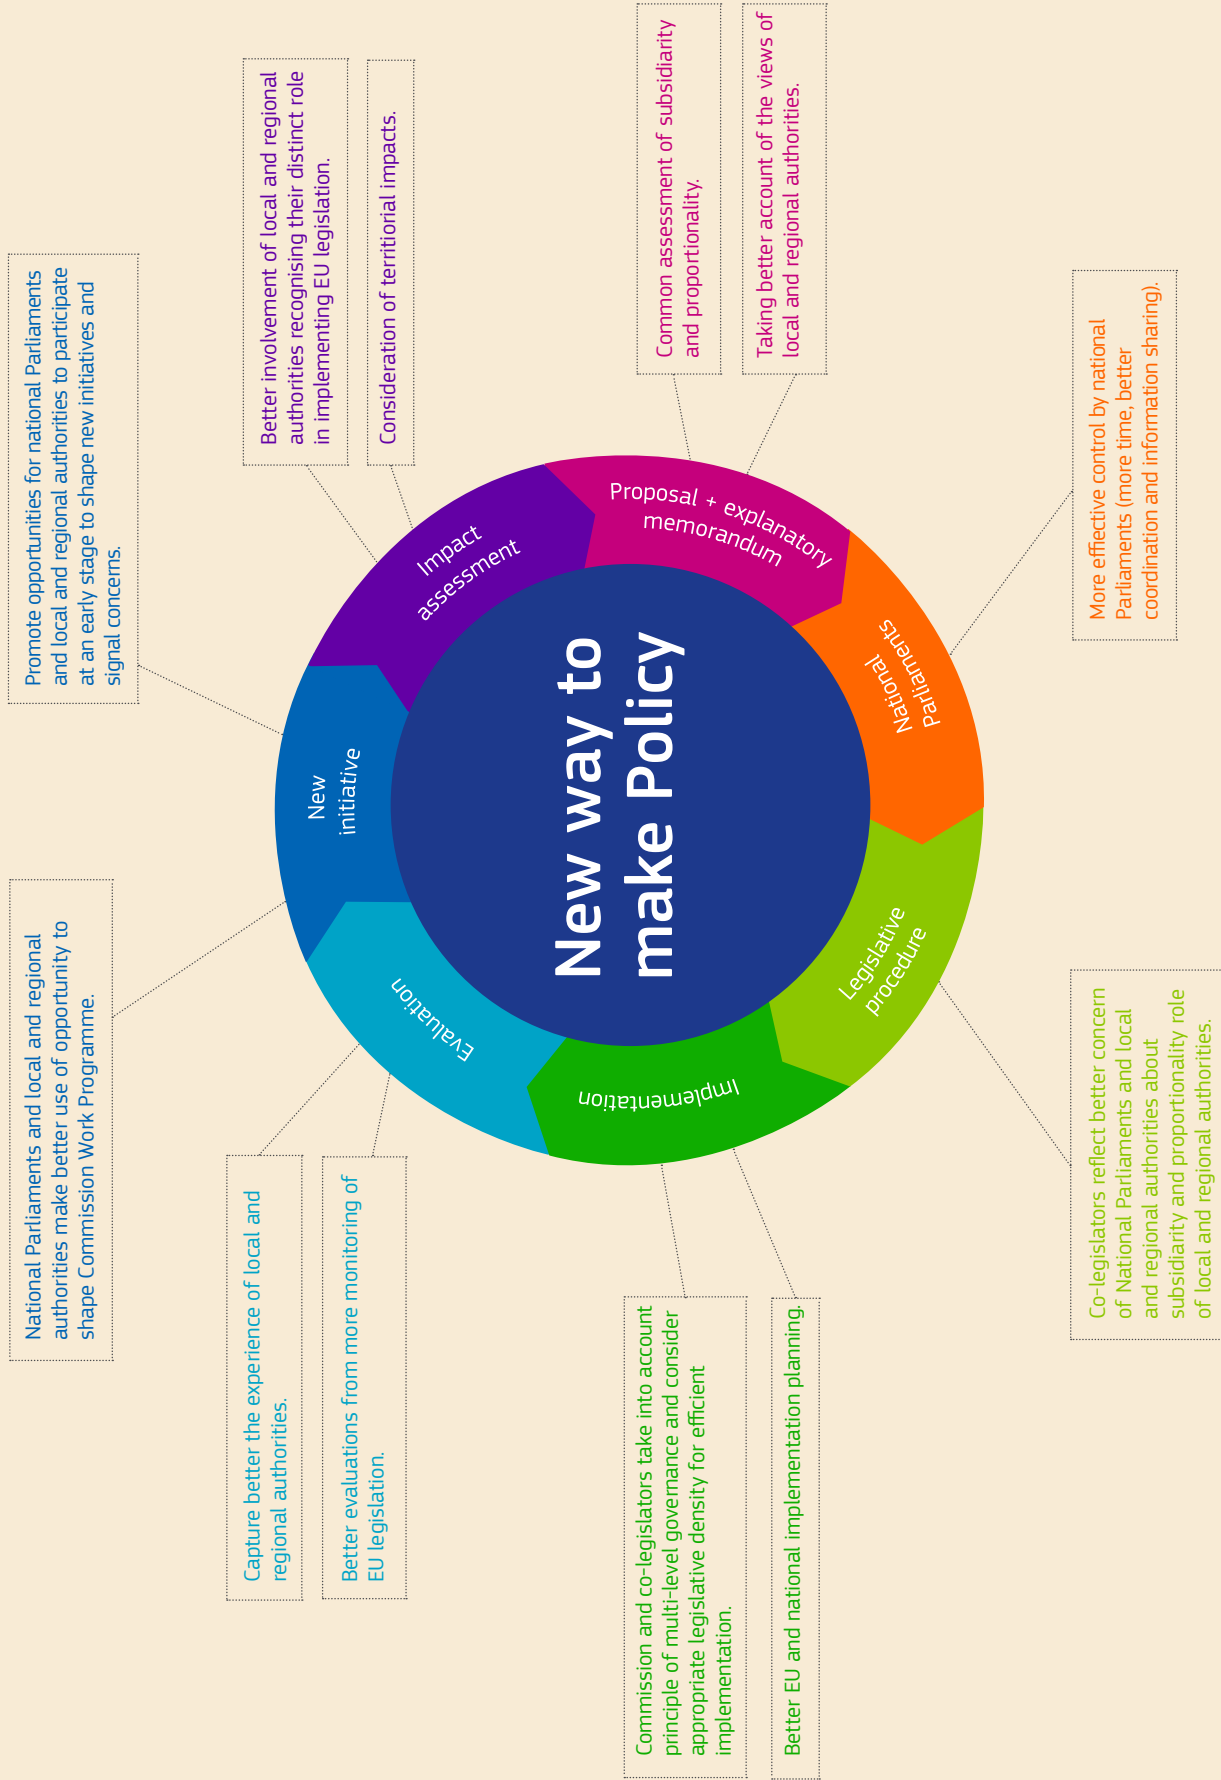 New way to
make Policy
New
initiative
National Parliaments and local and regional
authorities make better use of opportunity to
shape Commission Work Programme.
Promote opportunities for national Parliaments
and local and regional authorities to participate
at an early stage to shape new initiatives and
signal concerns.
Impact
assessment
Better involvement of local and regional
authorities recognising their distinct role
in implementing EU legislation.
Consideration of territiorial impacts.
Proposal + explanatory
memorandum
Common assessment of subsidiarity
and proportionality.
Taking better account of the views of
local and regional authorities.
National
Parliaments
More effective control by national
Parliaments (more time, better
coordination and information sharing).
Legislative
procedure
Co-legislators reflect better concern
of National Parliaments and local
and regional authorities about
subsidiarity and proportionality role
of local and regional authorities.
Implementation
Commission and co-legislators take into account
principle of multi-level governance and consider
appropriate legislative density for efficient
implementation.
Better EU and national implementation planning.
Evaluation
Capture better the experience of local and
regional authorities.
Better evaluations from more monitoring of
EU legislation.